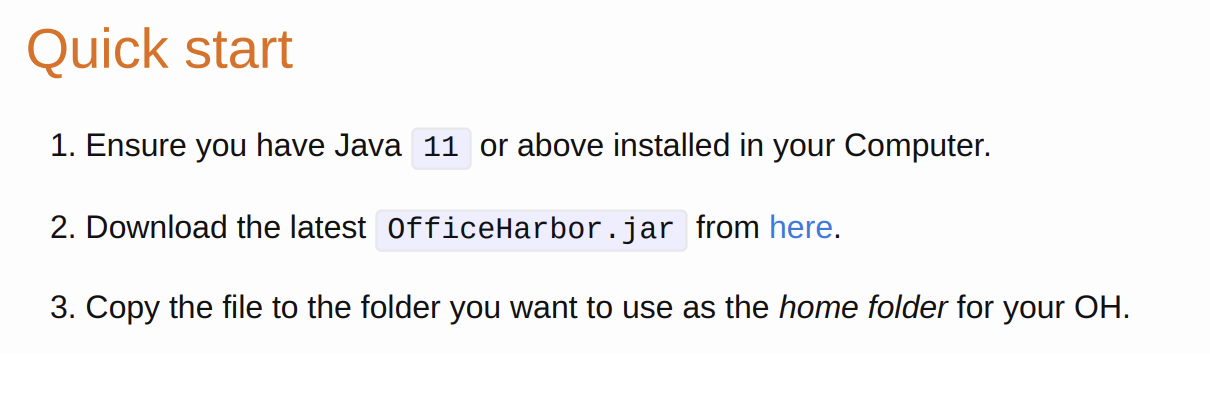 Quick start
1. Ensure you have Java 11 or above installed in your Computer.
2. Download the latest OfficeHarbor.jar from here.
3. Copy the file to the folder you want to use as the home folder for your OH.